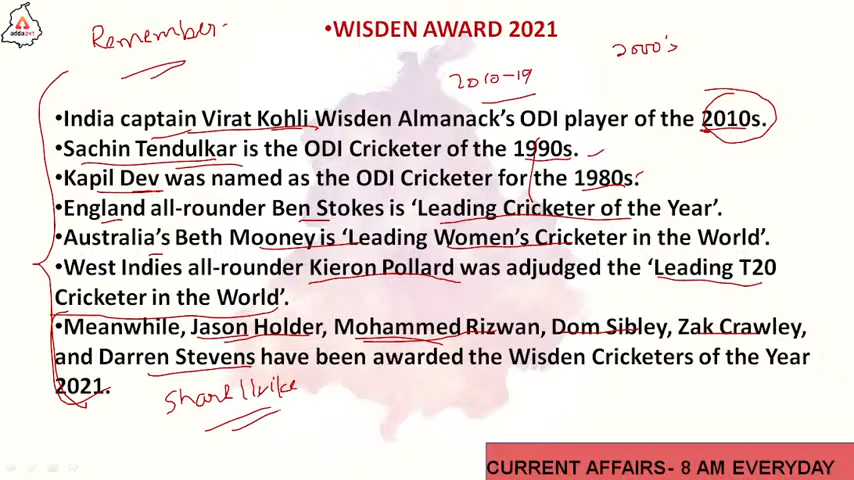 adda247
Remember
•WISDEN AWARD 2021
2000's
2010-19
•India captain Virat Kohli Wisden Almanack's ODI player of the 2010s.
•Sachin Tendulkar is the ODI Cricketer of the 1990s.
•Kapil Dev was named as the ODI Cricketer for the 1980s.
•England all-rounder Ben Stokes is ‘Leading Cricketer of the Year’.
•Australia's Beth Mooney is ‘Leading Women's Cricketer in the World’.
•West Indies all-rounder Kieron Pollard was adjudged the ‘Leading T20
Cricketer in the World’.
•Meanwhile, Jason Holder, Mohammed Rizwan, Dom Sibley, Zak Crawley,
and Darren Stevens have been awarded the Wisden Cricketers of the Year
2021.
Share llike
CURRENT AFFAIRS- 8 AM EVERYDAY